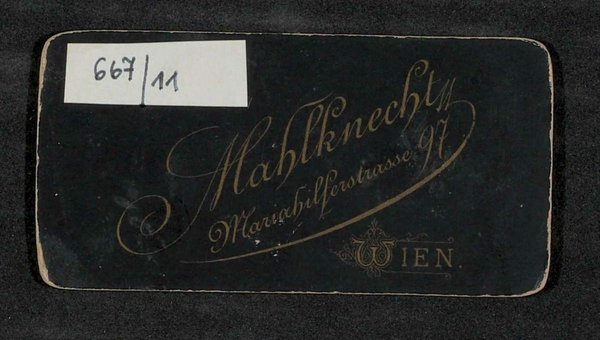 667/11
Mahlknecht
Mariahilferstrasse 97
WIEN.